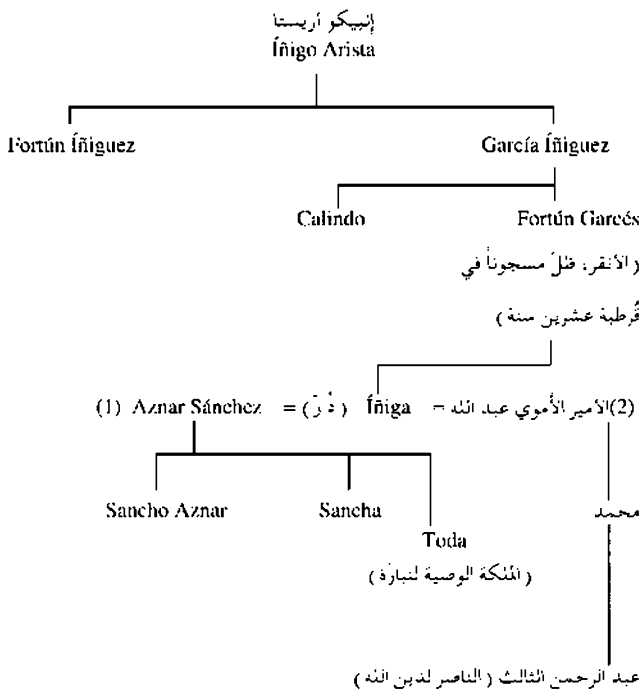 إنييكو أريستا
Íñigo Arista
Fortún Íñiguez García Íñiguez
Calindo Fortún Garcés
( الأنقر، ظلّ مسجوناً في
قُرطبة عشرين سنة )
(1) Aznar Sánchez = ( دُرّ ) Íñiga = الأمير الأموي عبد الله (2)
Sancho Aznar Sancha محمد
Toda
( الملكة الوصية لنبارّة )
عبد الرحمن الثالث ( الناصر لدين الله )